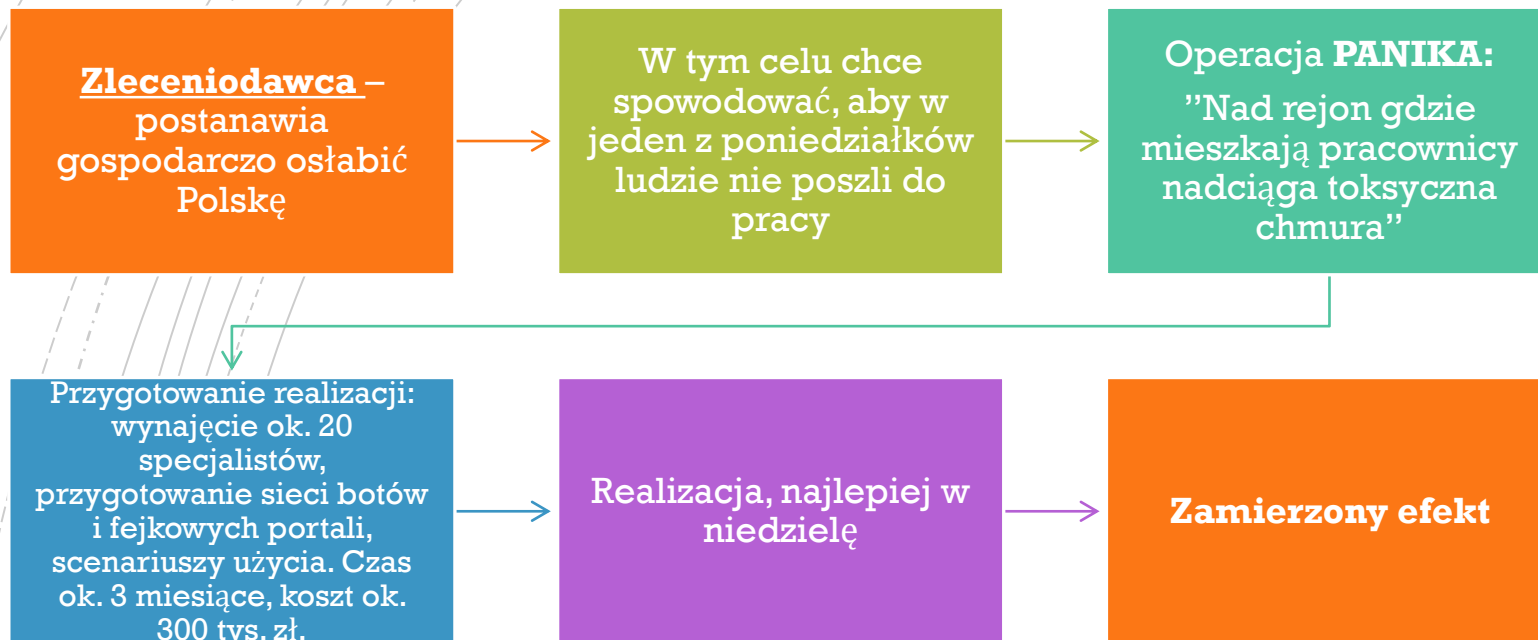 Zleceniodawca –
postanawia
gospodarczo osłabić
Polskę
W tym celu chce
spowodować, aby w
jeden z poniedziałków
ludzie nie poszli do
pracy
Operacja PANIKA:
”Nad rejon gdzie
mieszkają pracownicy
nadciąga toksyczna
chmura”
Przygotowanie realizacji:
wynajęcie ok. 20
specjalistów,
przygotowanie sieci botów
i fejkowych portali,
scenariuszy użycia. Czas
ok. 3 miesiące, koszt ok.
300 tys. zł.
Realizacja, najlepiej w
niedzielę
Zamierzony efekt